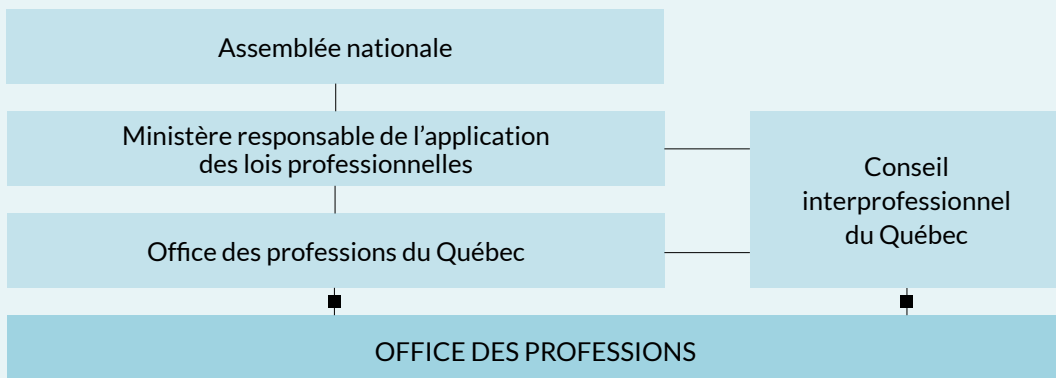 Assemblée nationale
Ministère responsable de l’application
des lois professionnelles
Conseil
interprofessionnel
du Québec
Office des professions du Québec
OFFICE DES PROFESSIONS